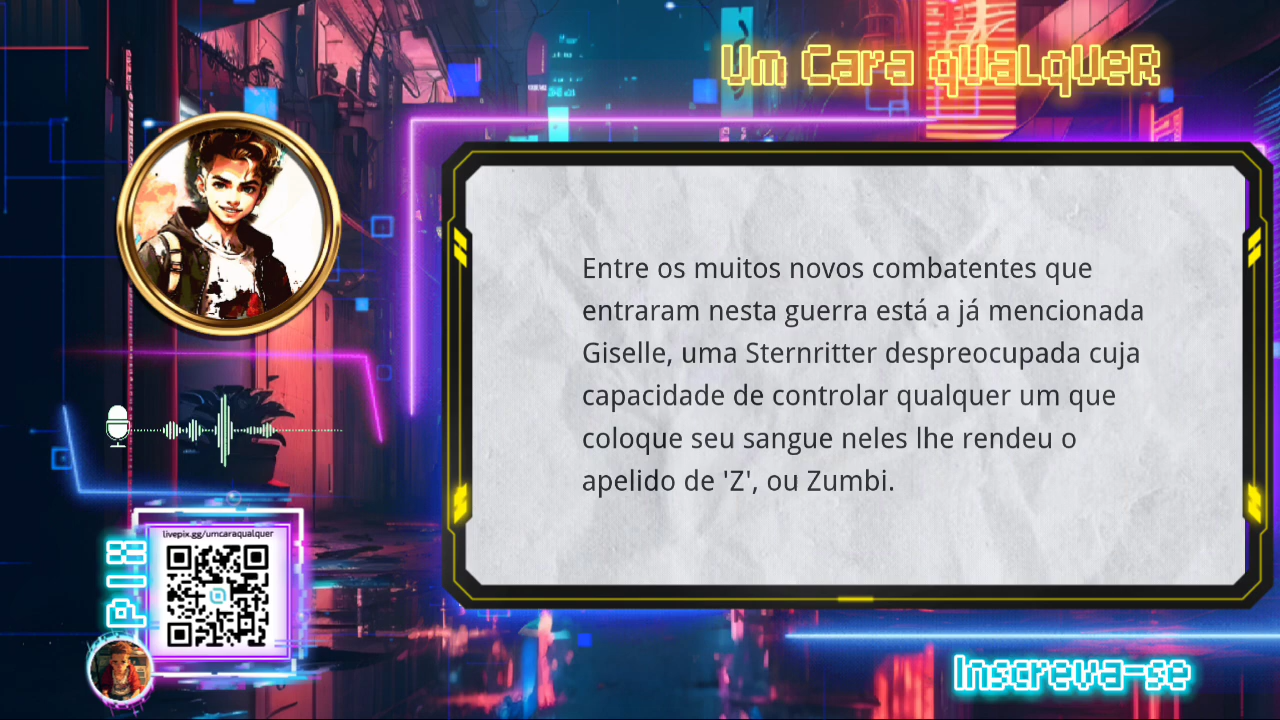 Um Cara qUaLqUeR
Entre os muitos novos combatentes que
entraram nesta guerra está a já mencionada
Giselle, uma Sternritter despreocupada cuja
capacidade de controlar qualquer um que
coloque seu sangue neles lhe rendeu o
apelido de 'Z', ou Zumbi.
livepix.gg/umcaraqualquer
PIX
Inscreva-se